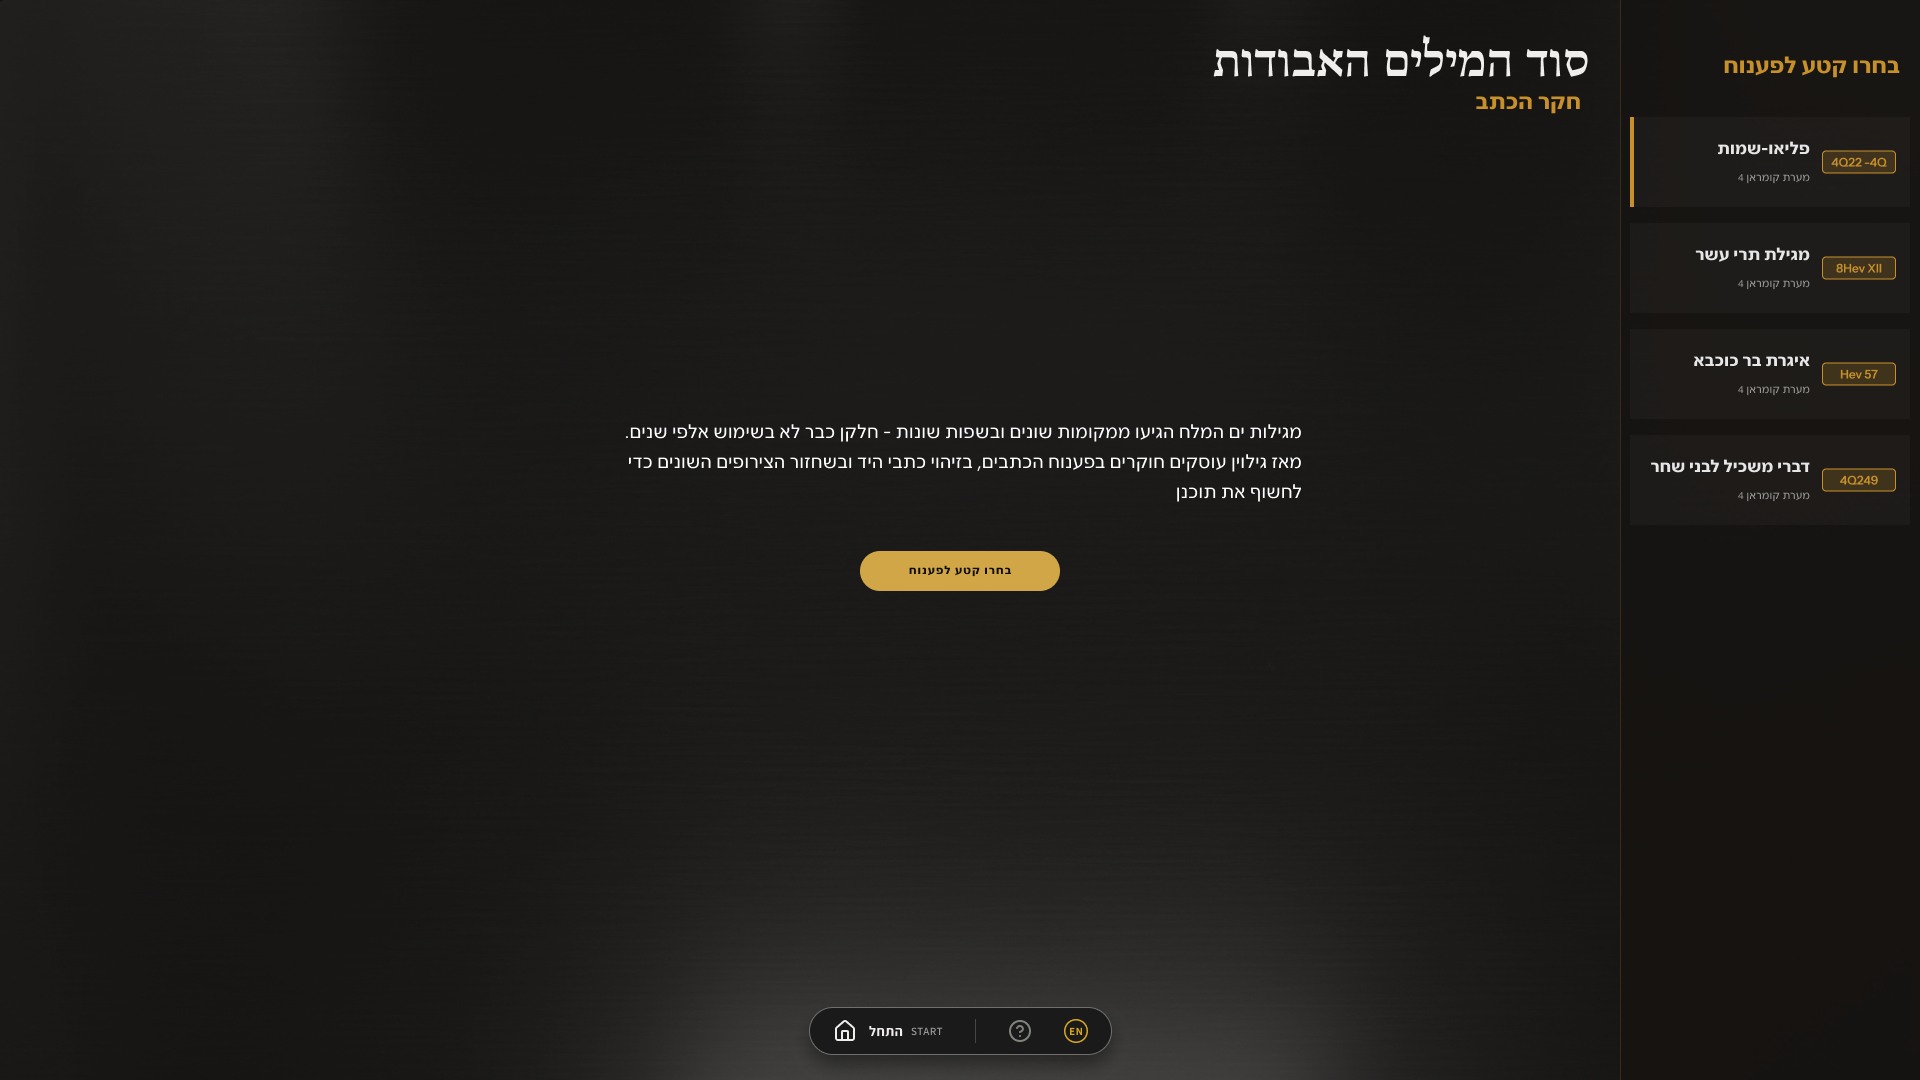 סוד המילים האבודות
חקר הכתב
בחרו קטע לפענוח
פליאו-שמות
4Q22 -4Q
מערת קומראן 4
מגילת תרי עשר
8Hev XII
מערת קומראן 4
איגרת בר כוכבא
Hev 57
מערת קומראן 4
דברי משכיל לבני שחר
4Q249
מערת קומראן 4
מגילות ים המלח הגיעו ממקומות שונים ובשפות שונות - חלקן כבר לא בשימוש אלפי שנים.
מאז גילוין עוסקים חוקרים בפענוח הכתבים, בזיהוי כתבי היד ובשחזור הצירופים השונים כדי
לחשוף את תוכנן
בחרו קטע לפענוח
התחל START
?
EN